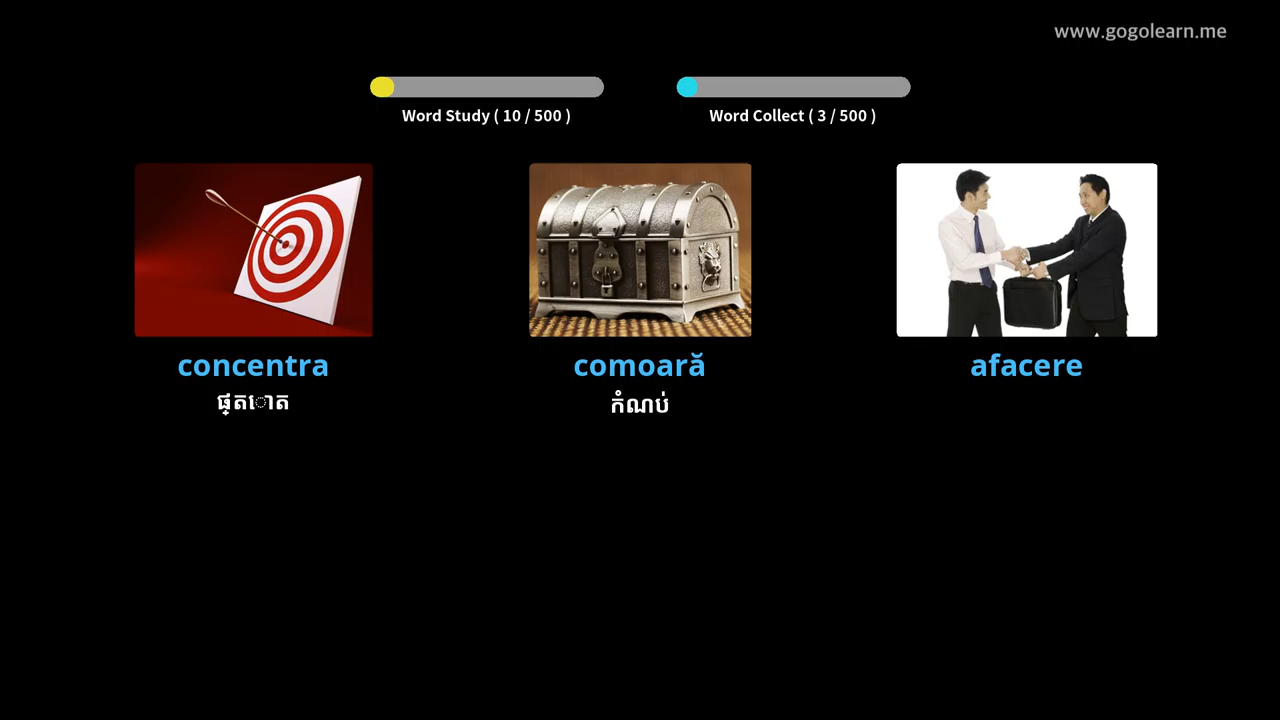 www.gogolearn.me
Word Study ( 10 / 500 )
Word Collect ( 3 / 500 )
concentra
comoară
afacere
ផ្តោត
កំណប់